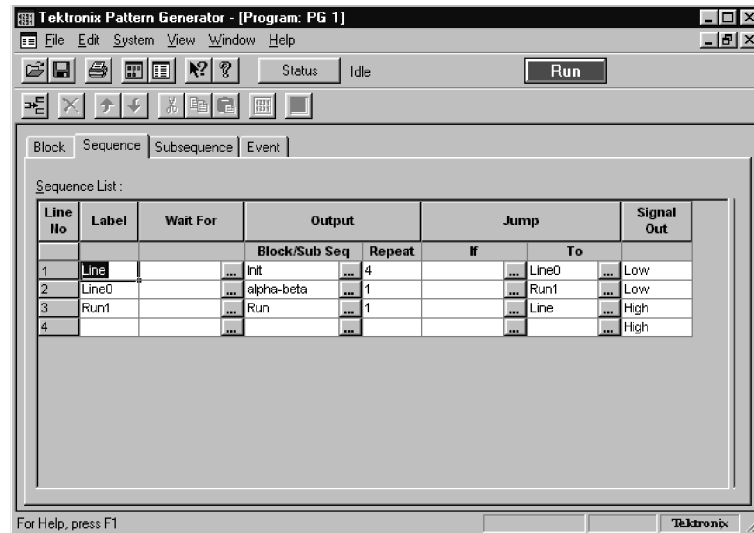 Tektronix Pattern Generator - [Program: PG 1]
File Edit System View Window Help
Status Idle Run
Block Sequence Subsequence Event
Sequence List :
Line No Label Wait For Output Jump Signal Out
Block/Sub Seq Repeat If To
1 Line ... Init ... 4 ... Line0 ... Low
2 Line0 ... alpha-beta ... 1 ... Run1 ... Low
3 Run1 ... Run ... 1 ... Line ... High
4 ... ... ... ... High
For Help, press F1 Tektronix